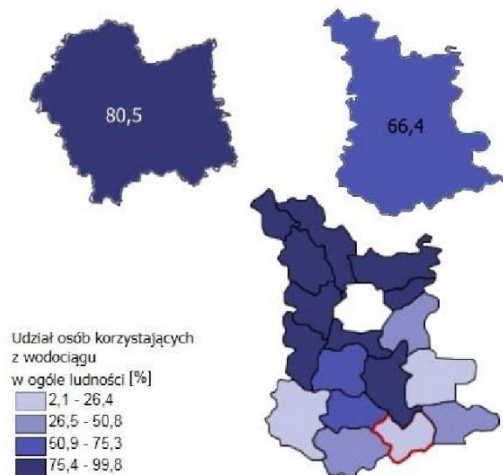 80,5
66,4
Udział osób korzystających
z wodociągu
w ogóle ludności [%]
2,1 - 26,4
26,5 - 50,8
50,9 - 75,3
75,4 - 99,8